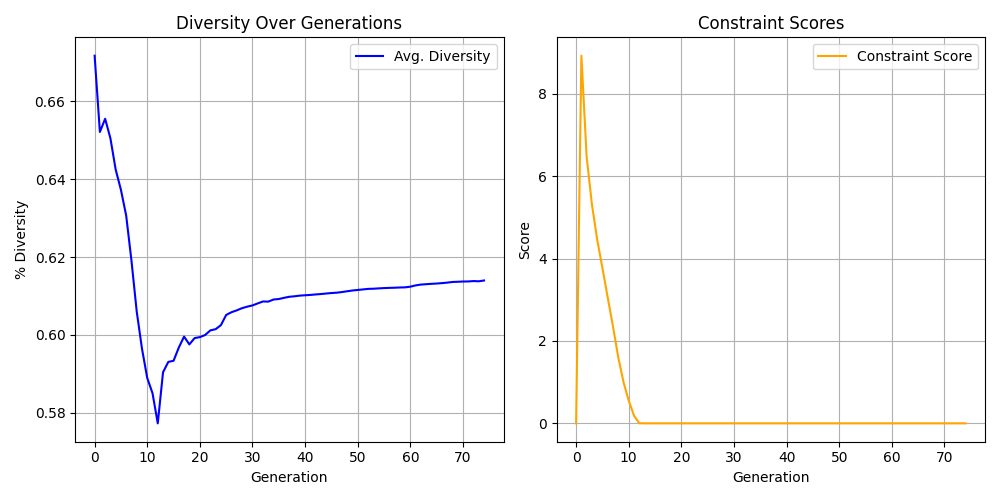 Diversity Over Generations
Avg. Diversity
% Diversity
0.66
0.64
0.62
0.60
0.58
0 10 20 30 40 50 60 70
Generation
Constraint Scores
Constraint Score
Score
8
6
4
2
0
0 10 20 30 40 50 60 70
Generation